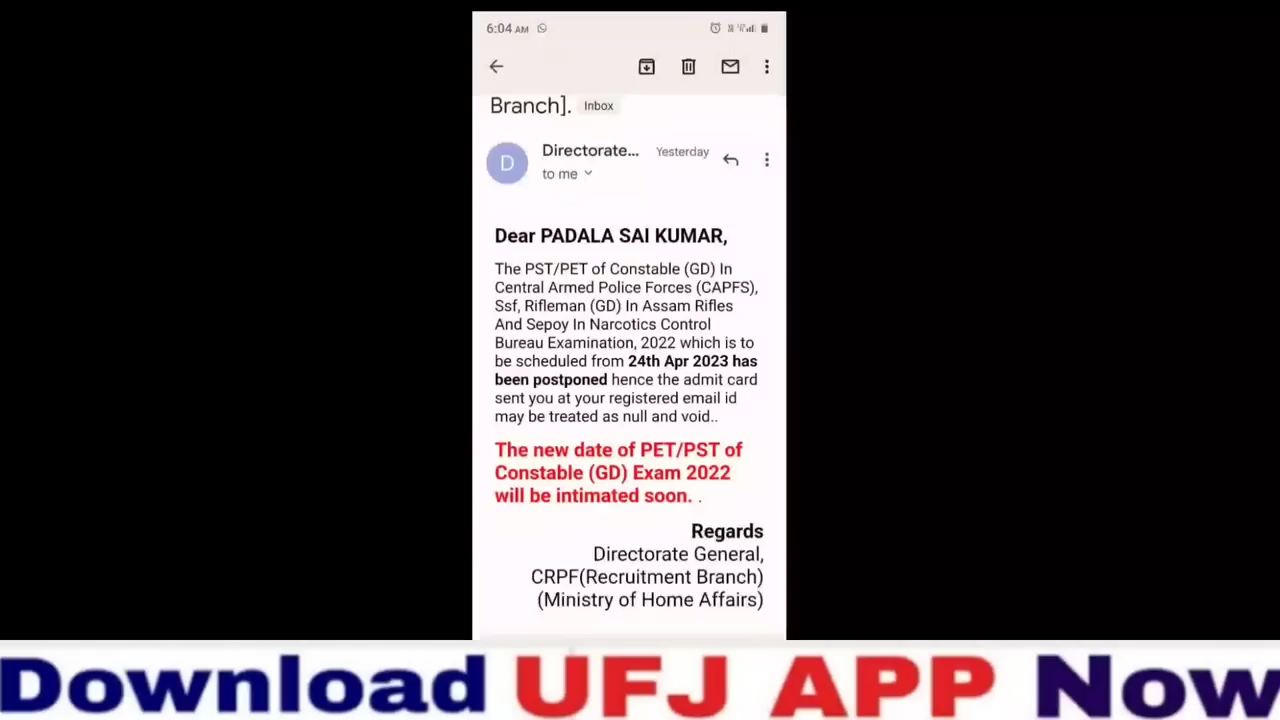 6:04 AM
Branch]. Inbox
Directorate... Yesterday
to me
D
Dear PADALA SAI KUMAR,
The PST/PET of Constable (GD) In
Central Armed Police Forces (CAPFS),
Ssf, Rifleman (GD) In Assam Rifles
And Sepoy In Narcotics Control
Bureau Examination, 2022 which is to
be scheduled from 24th Apr 2023 has
been postponed hence the admit card
sent you at your registered email id
may be treated as null and void..
The new date of PET/PST of
Constable (GD) Exam 2022
will be intimated soon. .
Regards
Directorate General,
CRPF(Recruitment Branch)
(Ministry of Home Affairs)
Download UFJ APP Now